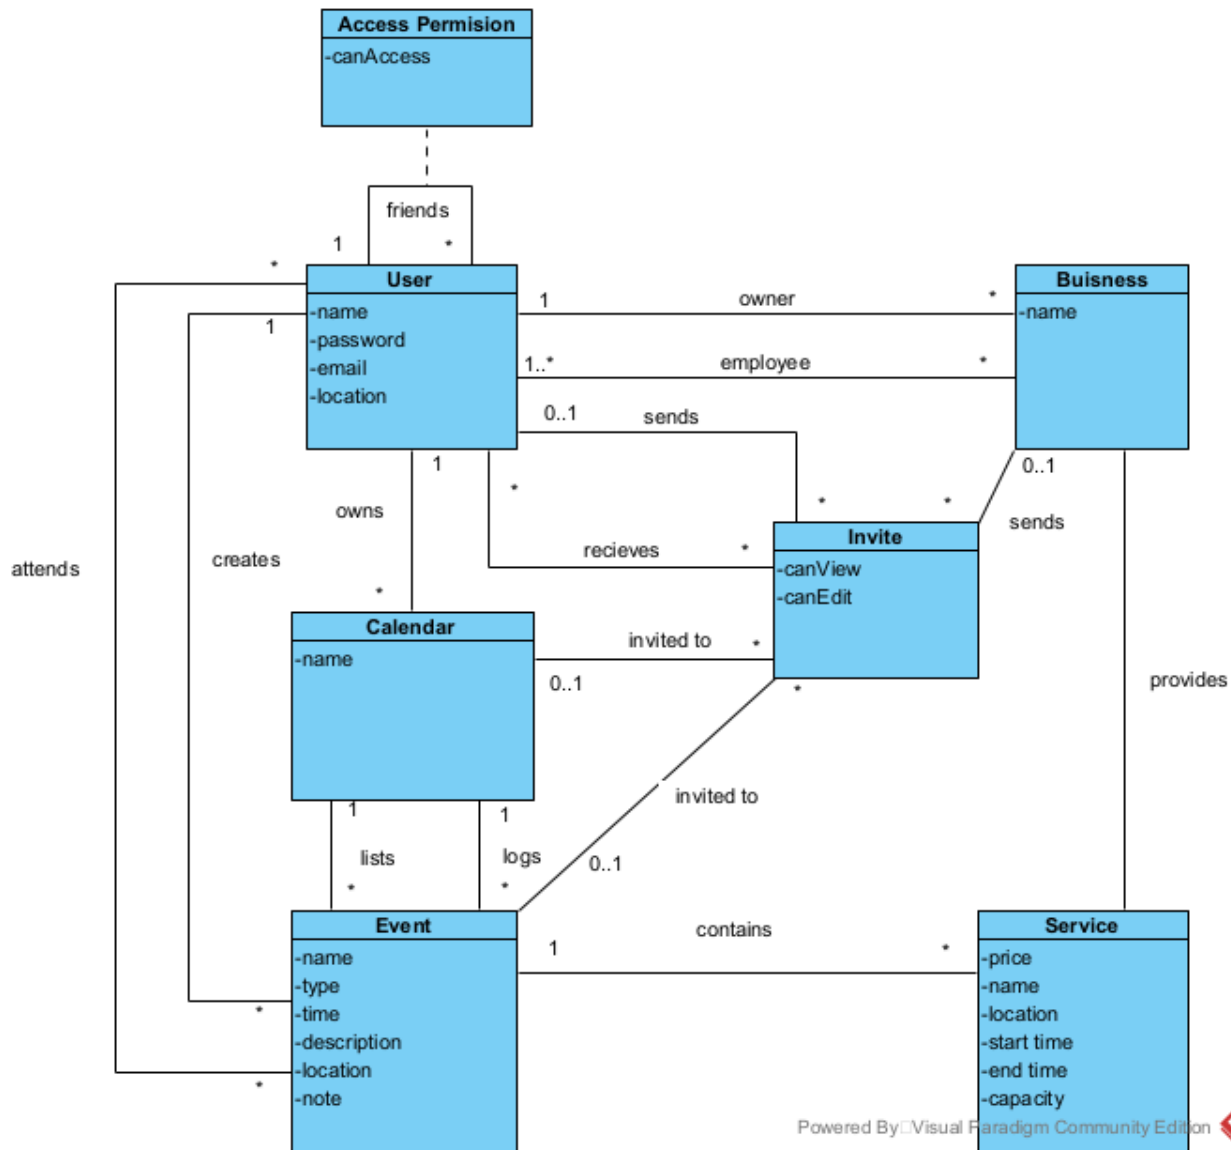 Access Permision
-canAccess
friends
1
*
*
User
-name
-password
-email
-location
1
1
owner
*
Buisness
-name
1..*
employee
*
0..1
sends
*
1
owns
*
*
recieves
*
*
0..1
sends
Invite
-canView
-canEdit
attends
creates
Calendar
-name
invited to
*
0..1
provides
*
invited to
0..1
1
lists
*
1
logs
*
Event
-name
-type
-time
-description
-location
-note
*
*
1
contains
*
Service
-price
-name
-location
-start time
-end time
-capacity
Powered By Visual Paradigm Community Edition